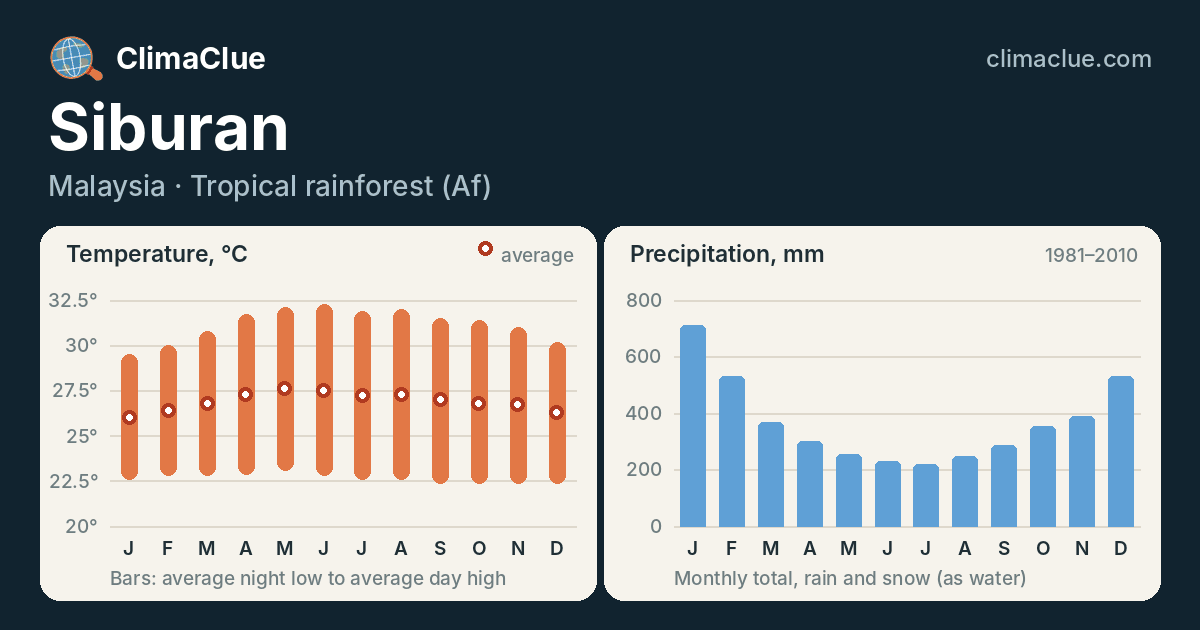 ClimaClue
climaclue.com
Siburan
Malaysia · Tropical rainforest (Af)
Temperature, °C
average
32.5°
30°
27.5°
25°
22.5°
20°
J F M A M J J A S O N D
Bars: average night low to average day high
Precipitation, mm
1981–2010
800
600
400
200
0
J F M A M J J A S O N D
Monthly total, rain and snow (as water)